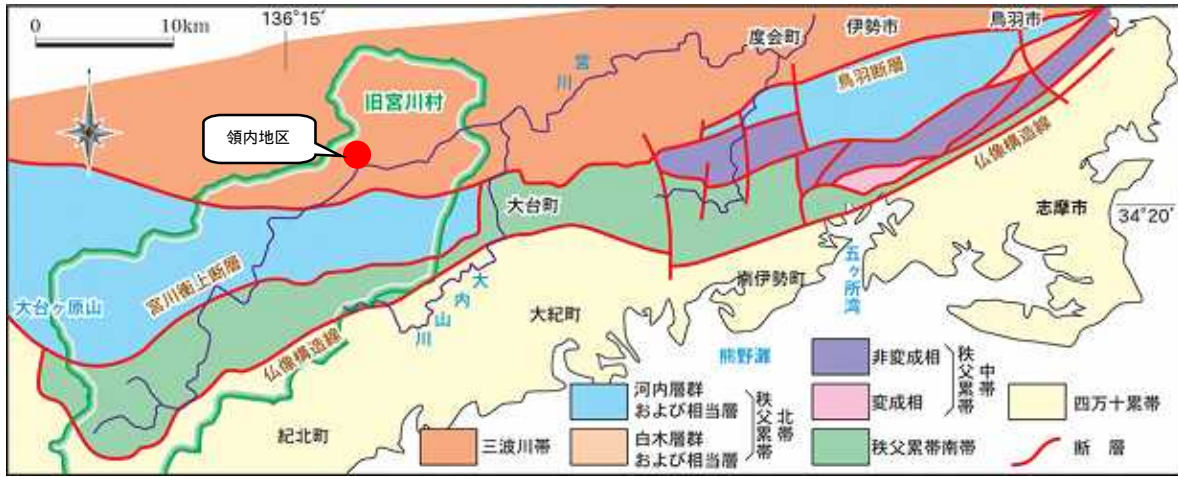 0 10km
136°15′
領内地区
旧宮川村
宮川
度会町
伊勢市
鳥羽市
鳥羽断層
仏像構造線
志摩市
34°20′
大台町
五ヶ所湾
南伊勢町
大台ヶ原山
宮川衝上断層
大内山川
大紀町
仏像構造線
熊野灘
紀北町
三波川帯
河内層群
および相当層
白木層群
および相当層
秩父累帯
北帯
非変成相
変成相
秩父累帯
中帯
秩父累帯南帯
四万十累帯
断層